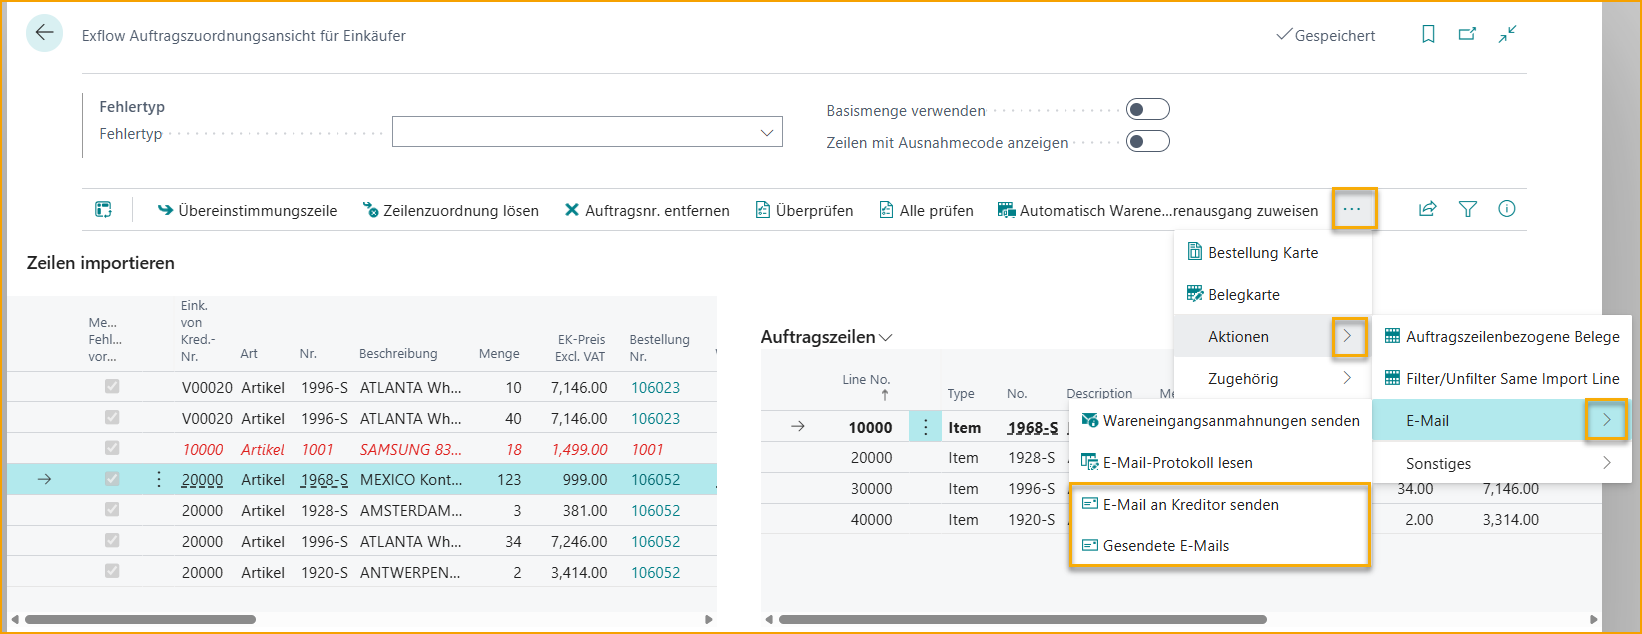 Exflow Auftragszuordnungsansicht für Einkäufer
Gespeichert
Fehlertyp
Fehlertyp
Basismenge verwenden
Zeilen mit Ausnahmecode anzeigen
Übereinstimmungszeile Zeilenzuordnung lösen Auftragsnr. entfernen Überprüfen Alle prüfen Automatisch Warene...renausgang zuweisen ...
Bestellung Karte
Belegkarte
Aktionen
Zugehörig
Auftragszeilenbezogene Belege
Filter/Unfilter Same Import Line
E-Mail
Sonstiges
Wareneingangsanmahnungen senden
E-Mail-Protokoll lesen
E-Mail an Kreditor senden
Gesendete E-Mails
Zeilen importieren
Me...
Fehl...
vor...
Eink.
von
Kred.-
Nr.
Art
Nr.
Beschreibung
Menge
EK-Preis
Excl. VAT
Bestellung
Nr.
V00020 Artikel 1996-S ATLANTA Wh... 10 7,146.00 106023
V00020 Artikel 1996-S ATLANTA Wh... 40 7,146.00 106023
10000 Artikel 1001 SAMSUNG 83... 18 1,499.00 1001
20000 Artikel 1968-S MEXICO Kont... 123 999.00 106052
20000 Artikel 1928-S AMSTERDAM... 3 381.00 106052
20000 Artikel 1996-S ATLANTA Wh... 34 7,246.00 106052
20000 Artikel 1920-S ANTWERPEN... 2 3,414.00 106052
Auftragszeilen
Line No.
Type
No.
Description
Me
10000 Item 1968-S
20000 Item 1928-S
30000 Item 1996-S 34.00 7,146.00
40000 Item 1920-S 2.00 3,314.00